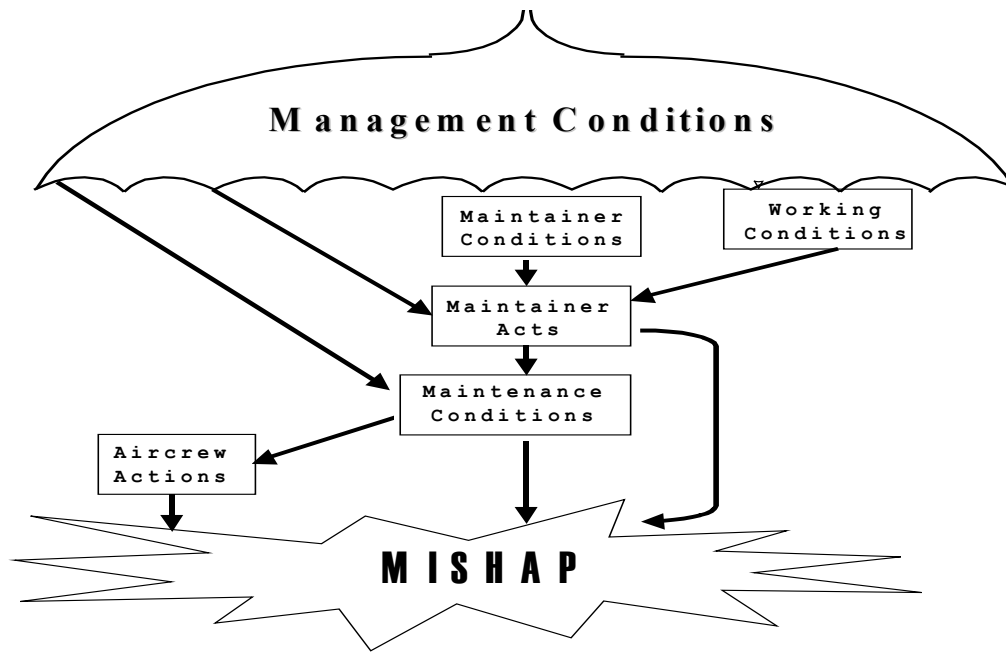 Management Conditions
Maintainer
Conditions
Working
Conditions
Maintainer
Acts
Maintenance
Conditions
Aircrew
Actions
MISHAP